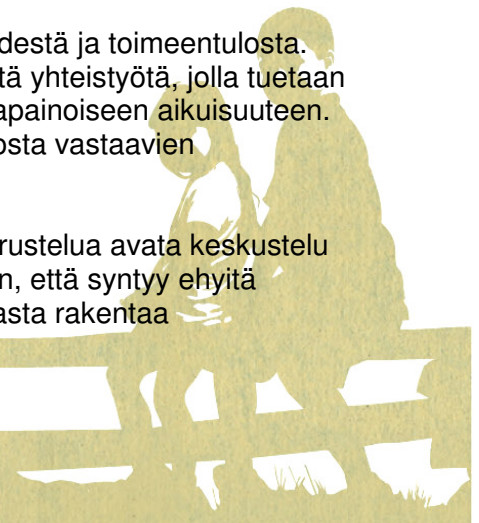 destä ja toimeentulosta.
tä yhteistyötä, jolla tuetaan
apainoiseen aikuisuuteen.
osta vastaavien
rustelua avata keskustelu
n, että syntyy ehyitä
asta rakentaa